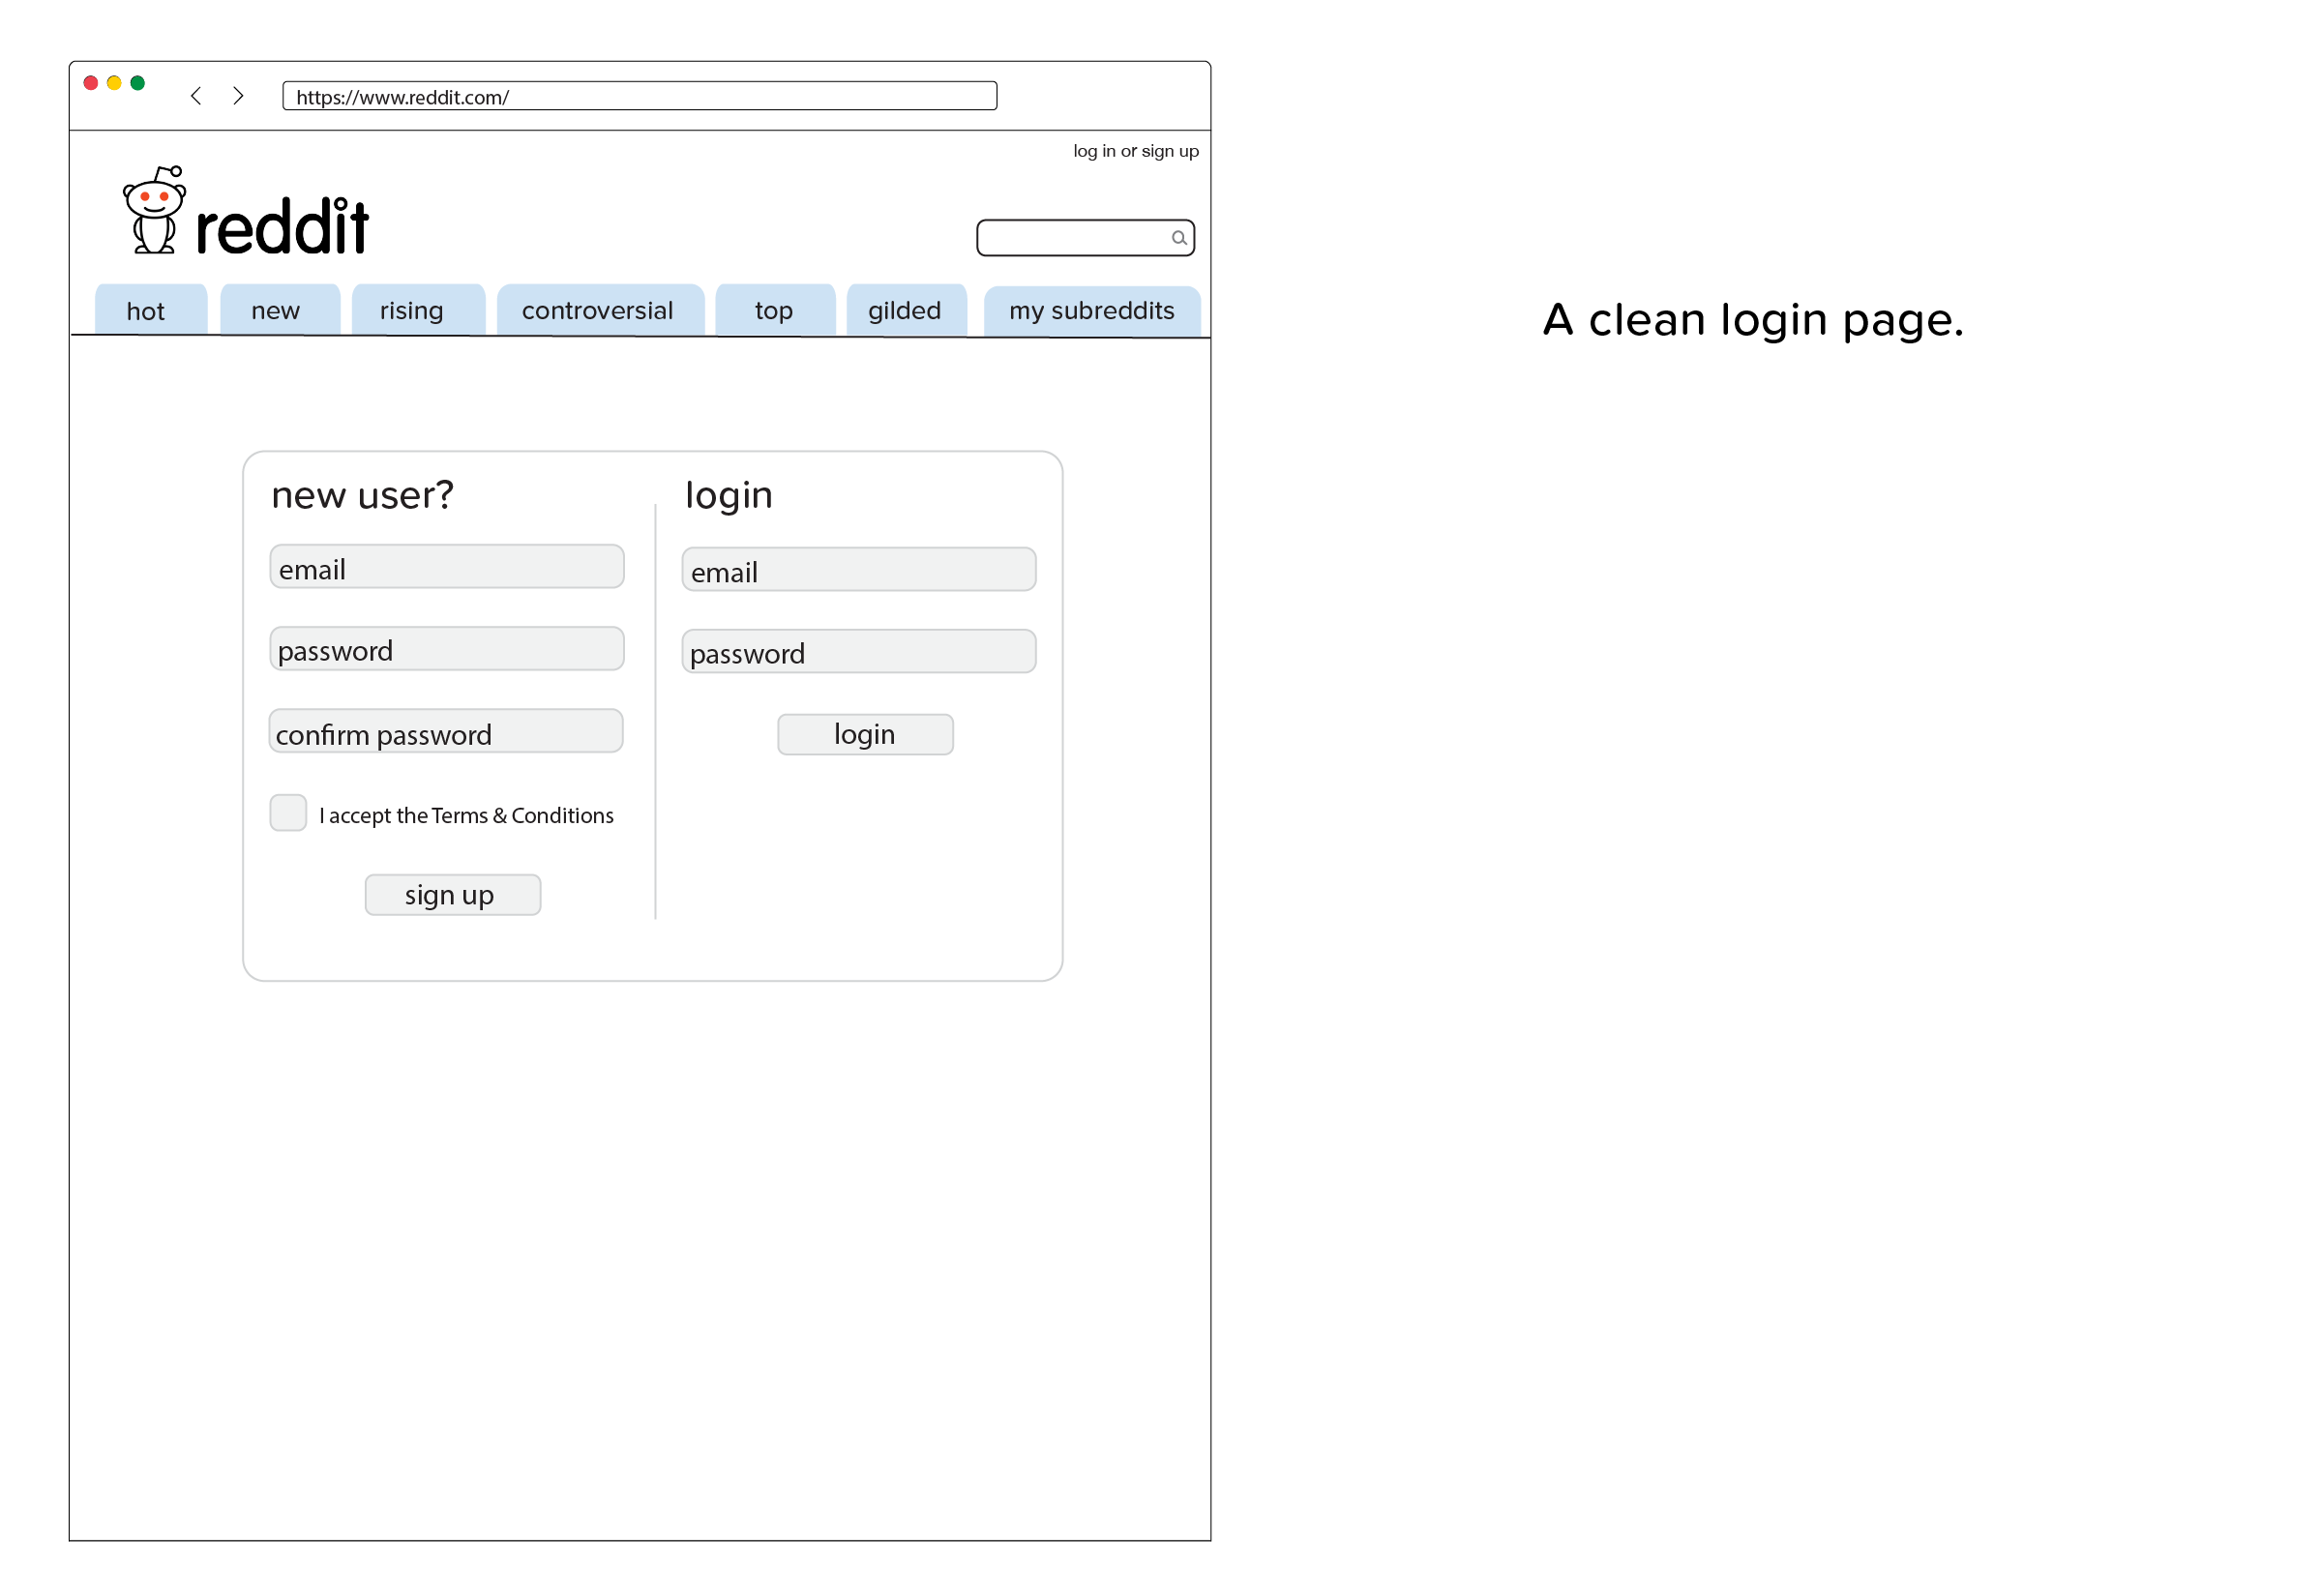 https://www.reddit.com/
log in or sign up
reddit
hot new rising controversial top gilded my subreddits
A clean login page.
new user?
email
password
confirm password
I accept the Terms & Conditions
sign up
login
email
password
login